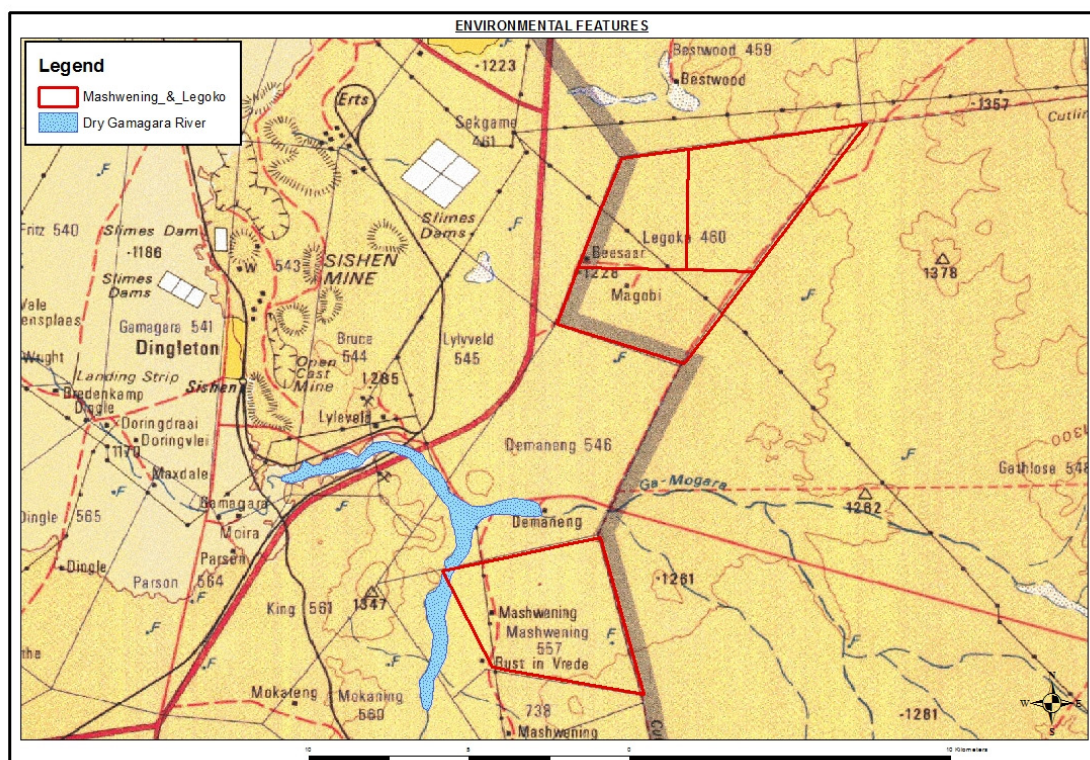 ENVIRONMENTAL FEATURES
Legend
Mashwening_&_Legoko
Dry Gamagara River
-1223
Bestwood 459
Bestwood
Erts
Sekgame
461
-1357
Fritz 540
Slimes Dam
-1186
Slimes
Dams
543
W
SISHEN
MINE
Slimes
Dams
Legoko 460
Beesaar
-1228
Magobi
1378
Gamagara 541
Dingleton
Bruce
544
Lylyveld
545
Open
Cast
Mine
1285
Landing Strip
Sishen
Bredenkamp
Dingle
Doringdraai
Doringvlei
1170
Maxdale
Lyleveld
Demaneng 546
Ga-Mogara
Gathlose 548
1300
1262
Gamagara
Moira
Dingle 565
Demaneng
Dingle
Parson
Parson 564
King 561
1347
-1261
Mashwening
Mashwening
557
Rust in Vrede
Mokaneng
Mokaning
560
738
Mashwening
-1281
F
N
W
E
S
10
5
0
10 Kilometers